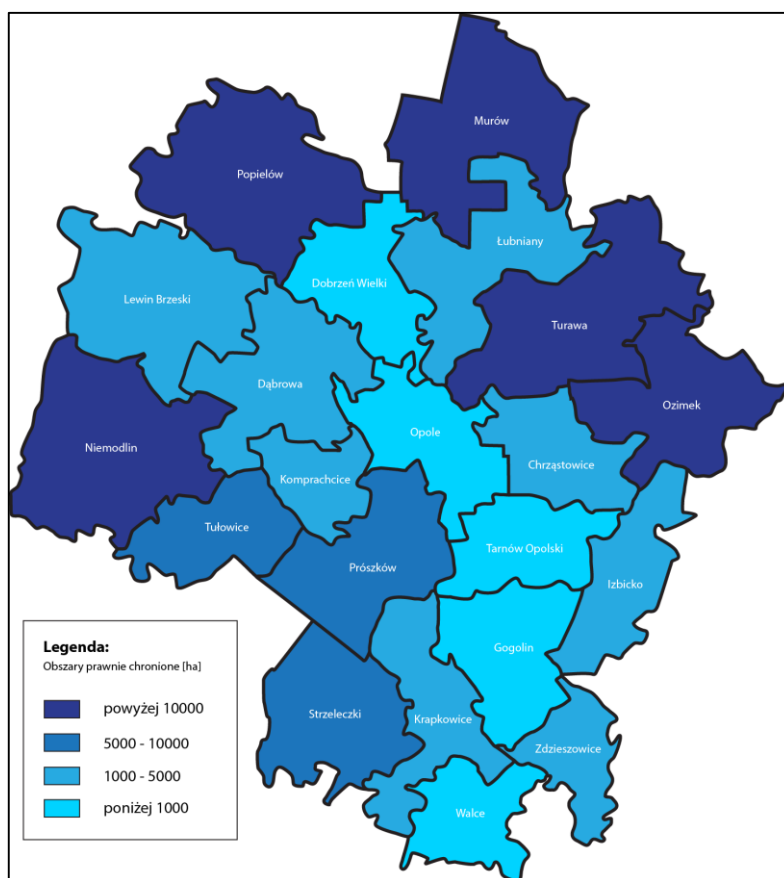 Murów
Popielów
Łubniany
Dobrzeń Wielki
Lewin Brzeski
Turawa
Dąbrowa
Ozimek
Opole
Niemodlin
Chrząstowice
Komprachcice
Tułowice
Tarnów Opolski
Prószków
Izbicko
Gogolin
Strzeleczki
Krapkowice
Zdzieszowice
Walce
Legenda:
Obszary prawnie chronione [ha]
powyżej 10000
5000 - 10000
1000 - 5000
poniżej 1000